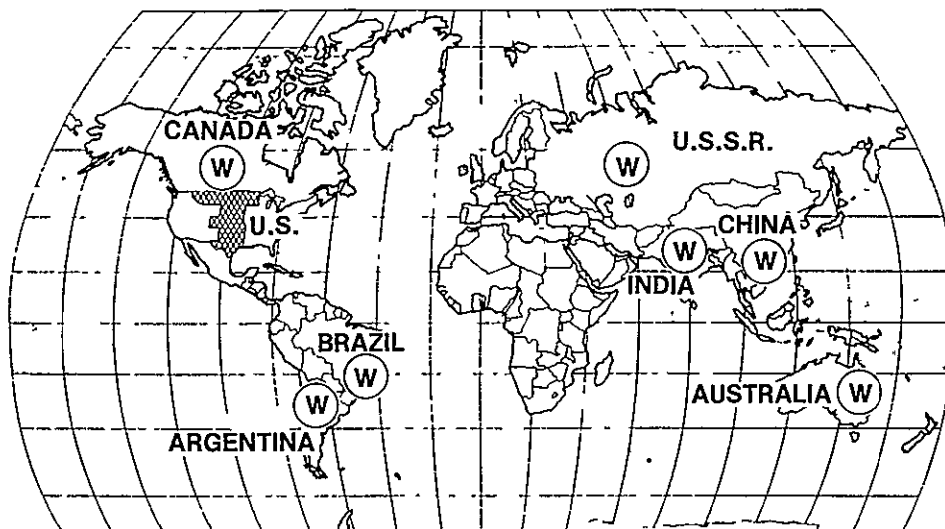 CANADA
W
U.S.
U.S.S.R.
W
CHINA
W
INDIA
W
BRAZIL
W
ARGENTINA
W
AUSTRALIA
W